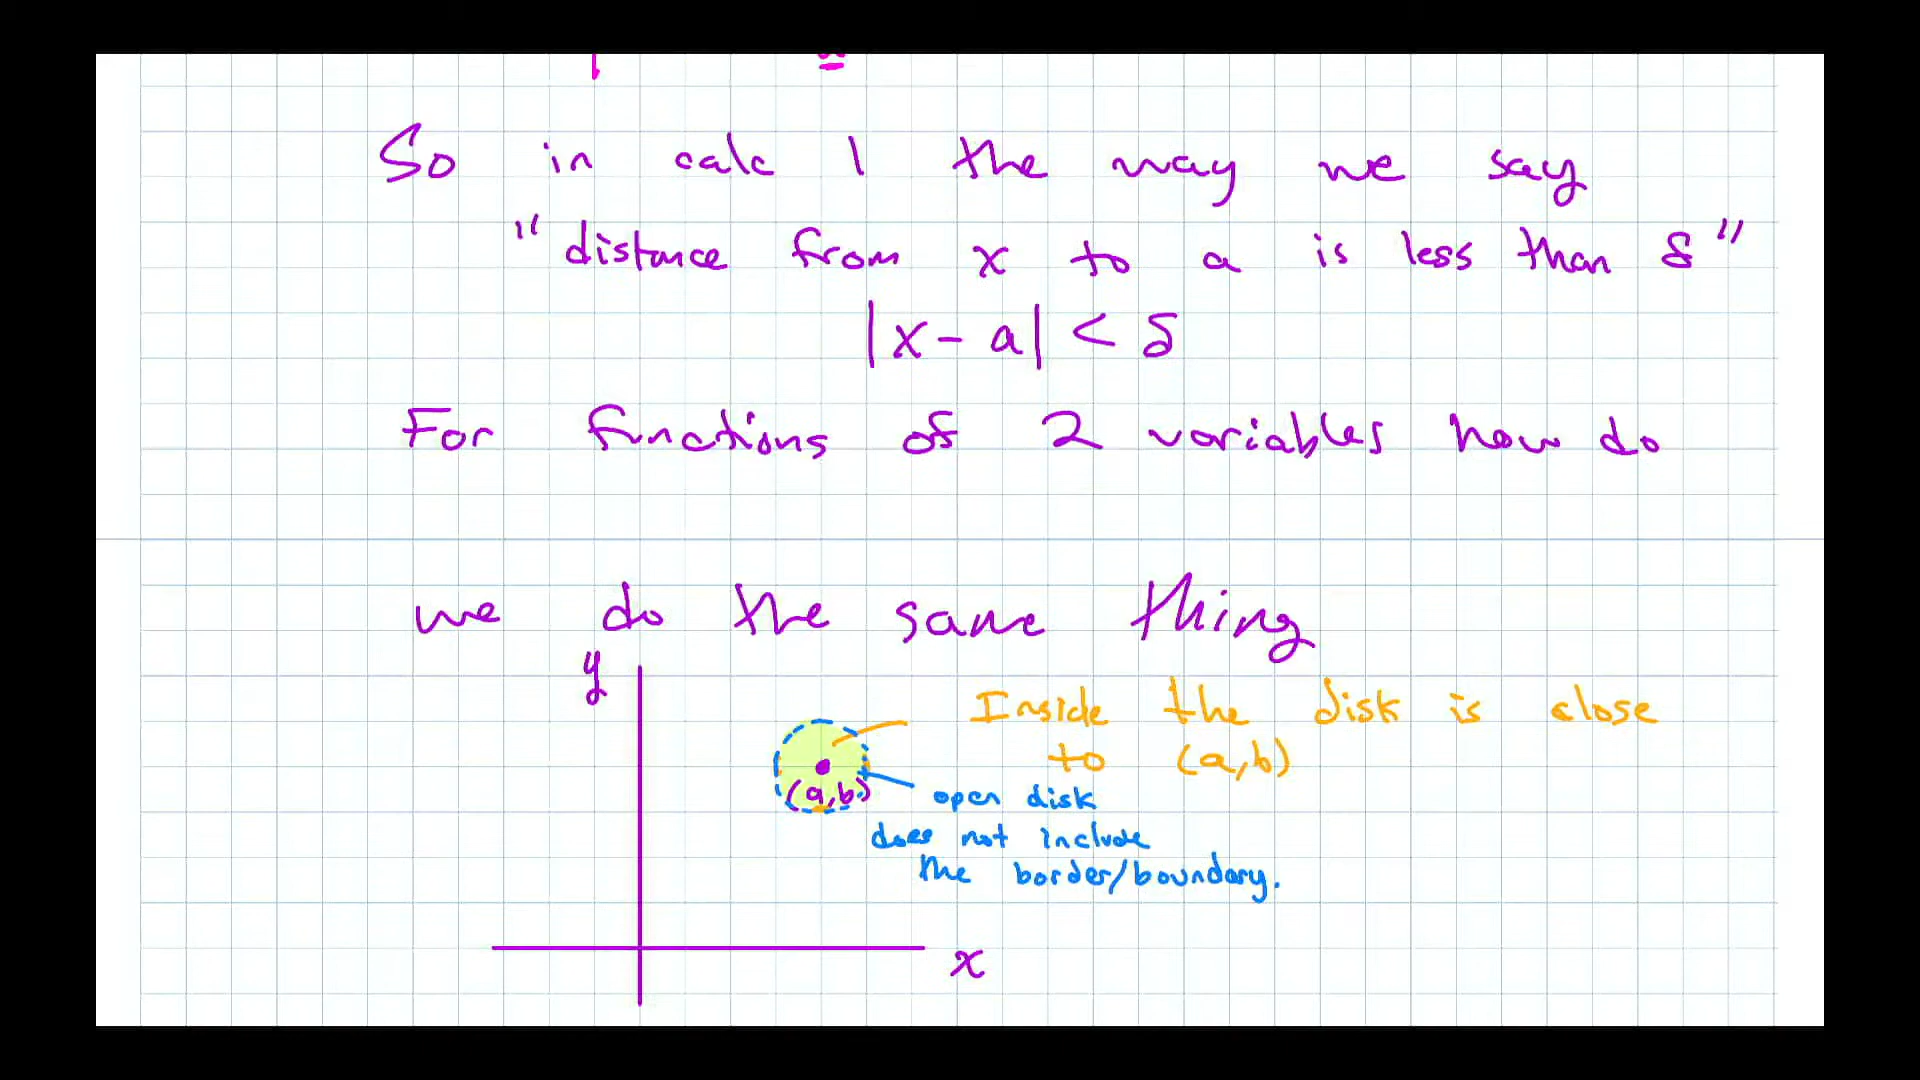 So in calc 1 the way we say
"distance from x to a is less than δ"
|x-a| < δ
For functions of 2 variables how do
we do the same thing
y
Inside the disk is close
to (a,b)
(a,b)
open disk
does not include
the border/boundary.
x